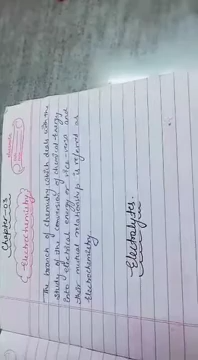 Chapter-03
Electrochemistry
The branch of chemistry which deals with the
study of the conversion of chemical energy
into electrical energy or vice versa and
their mutual relationship is referred as
Electrochemistry
Electrolytes